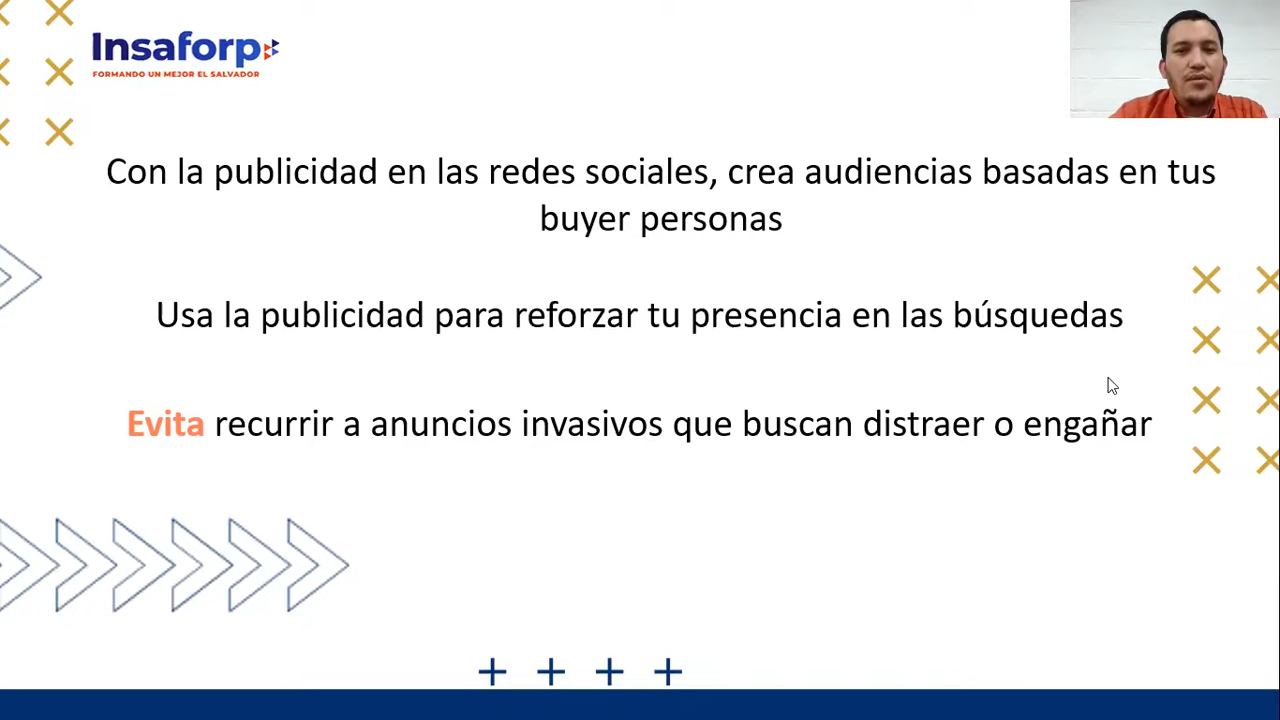 Insaforp
FORMANDO UN MEJOR EL SALVADOR
Con la publicidad en las redes sociales, crea audiencias basadas en tus
buyer personas
Usa la publicidad para reforzar tu presencia en las búsquedas
Evita recurrir a anuncios invasivos que buscan distraer o engañar